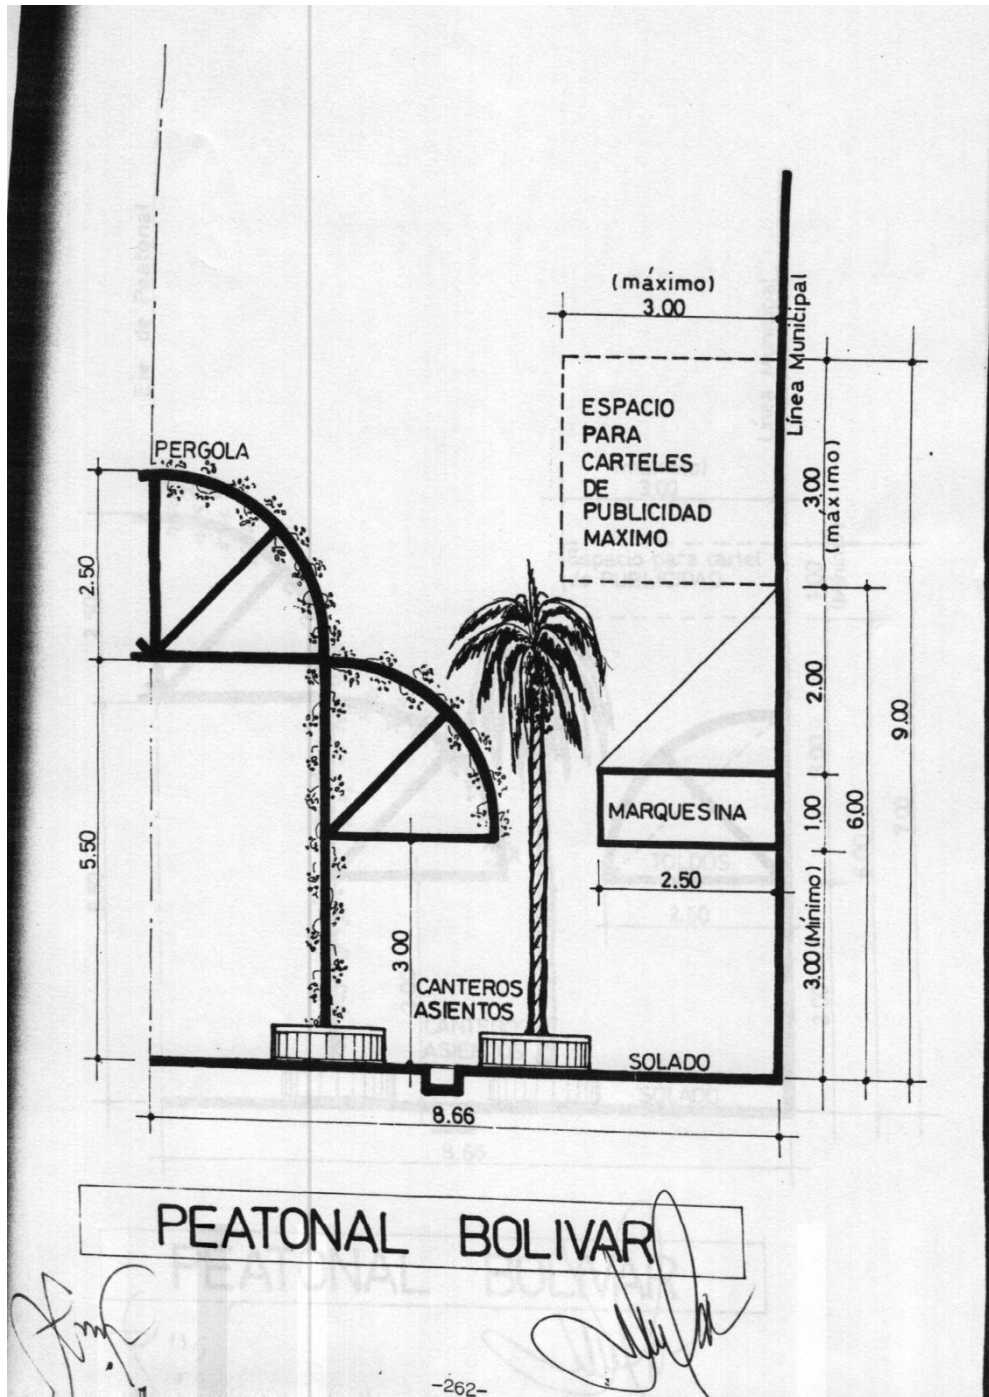 (máximo)
3.00
Línea Municipal
ESPACIO
PARA
CARTELES
DE
PUBLICIDAD
MAXIMO
3.00
(máximo)
PERGOLA
2.50
2.00
9.00
MARQUESINA
1.00
6.00
5.50
2.50
3.00 (Mínimo)
3.00
CANTEROS
ASIENTOS
SOLADO
8.66
PEATONAL BOLIVAR
-262-